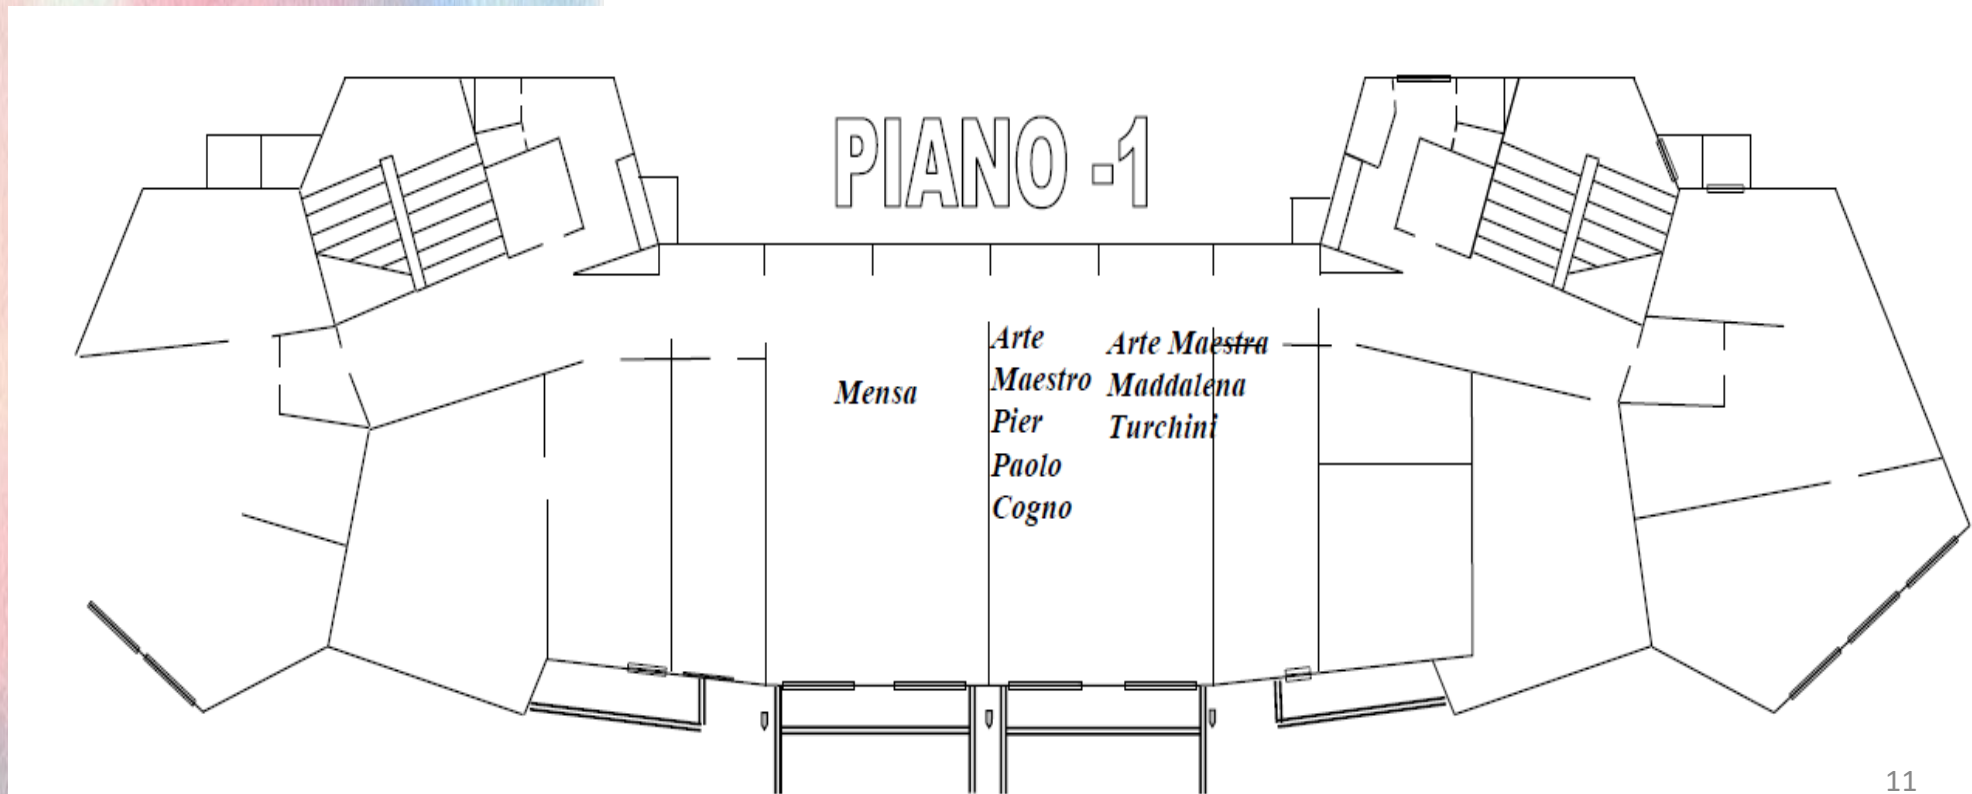 PIANO -1
Mensa
Arte
Maestro
Pier
Paolo
Cogno
Arte Maestra
Maddalena
Turchini
11